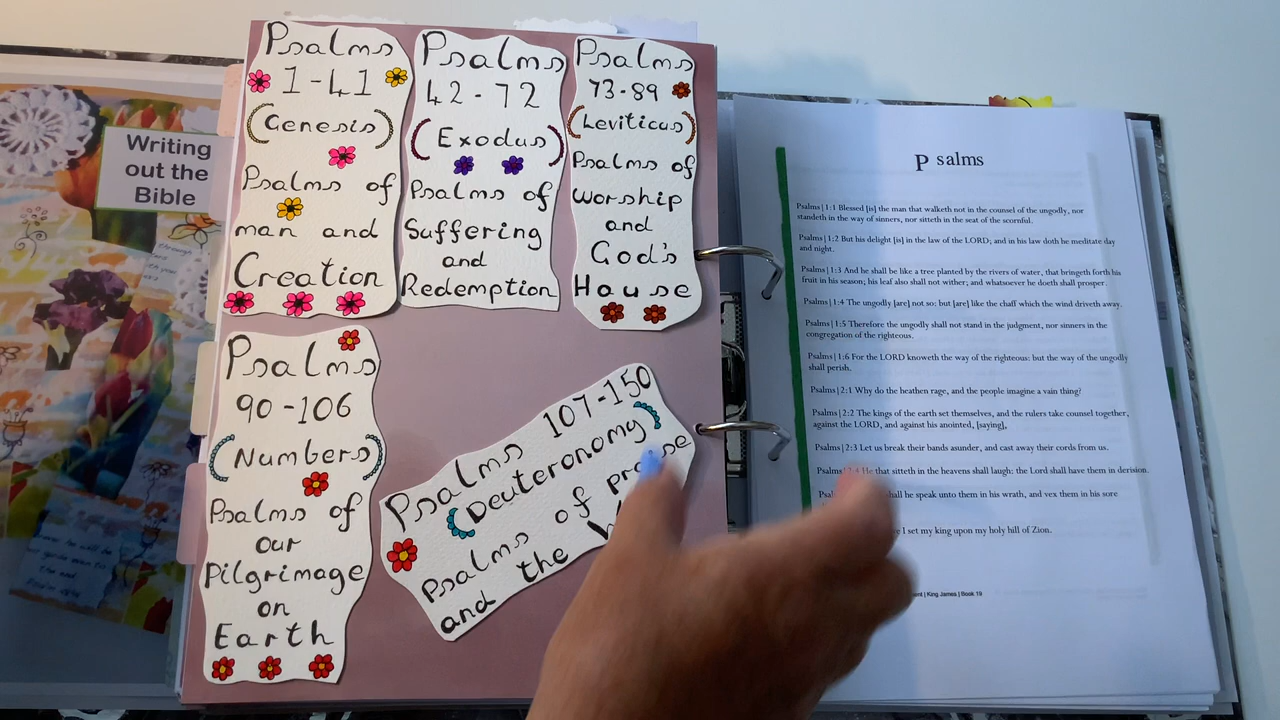 Writing
out the
Bible
Psalms
1-41
(Genesis)
Psalms of
man and
Creation
Psalms
42-72
(Exodus)
Psalms of
Suffering
and
Redemption
Psalms
73-89
(Leviticus)
Psalms of
worship
and
God's
House
Psalms
90-106
(Numbers)
Psalms of
our
Pilgrimage
on
Earth
Psalms 107-150
(Deuteronomy)
Psalms of praise
and the
Psalms
Psalms|1:1 Blessed [is] the man that walketh not in the counsel of the ungodly, nor
standeth in the way of sinners, nor sitteth in the seat of the scornful.
Psalms|1:2 But his delight [is] in the law of the LORD; and in his law doth he meditate day
and night.
Psalms|1:3 And he shall be like a tree planted by the rivers of water, that bringeth forth his
fruit in his season; his leaf also shall not wither; and whatsoever he doeth shall prosper.
Psalms|1:4 The ungodly [are] not so: but [are] like the chaff which the wind driveth away.
Psalms|1:5 Therefore the ungodly shall not stand in the judgment, nor sinners in the
congregation of the righteous.
Psalms|1:6 For the LORD knoweth the way of the righteous: but the way of the ungodly
shall perish.
Psalms|2:1 Why do the heathen rage, and the people imagine a vain thing?
Psalms|2:2 The kings of the earth set themselves, and the rulers take counsel together,
against the LORD, and against his anointed, [saying],
Psalms|2:3 Let us break their bands asunder, and cast away their cords from us.
Psalms|2:4 He that sitteth in the heavens shall laugh: the Lord shall have them in derision.
shall he speak unto them in his wrath, and vex them in his sore
I set my king upon my holy hill of Zion.
| King James | Book 19